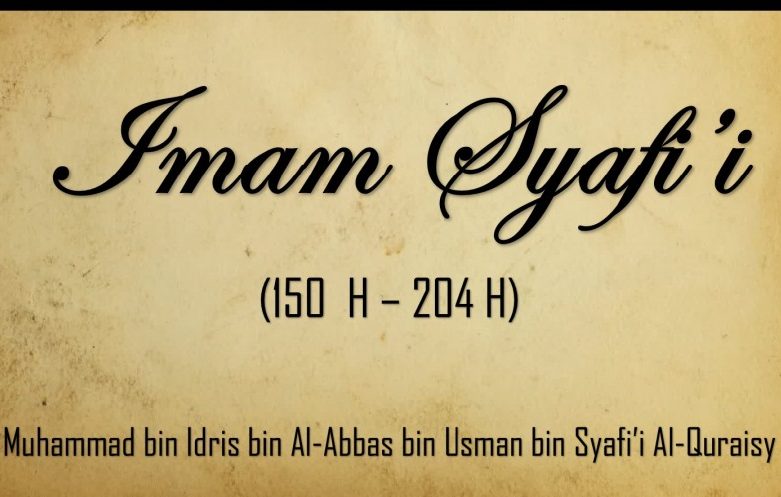 Imam Syafi'i
(150 H – 204 H)
Muhammad bin Idris bin Al-Abbas bin Usman bin Syafi'i Al-Quraisy